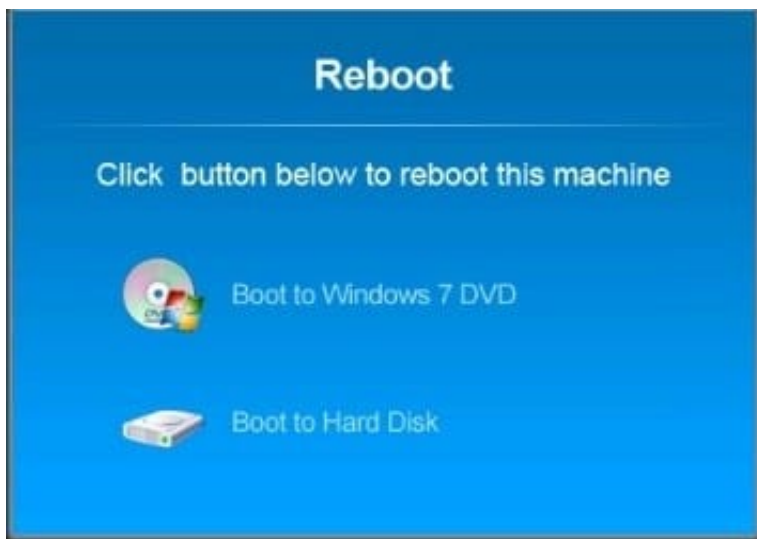 Reboot
Click button below to reboot this machine
Boot to Windows 7 DVD
Boot to Hard Disk